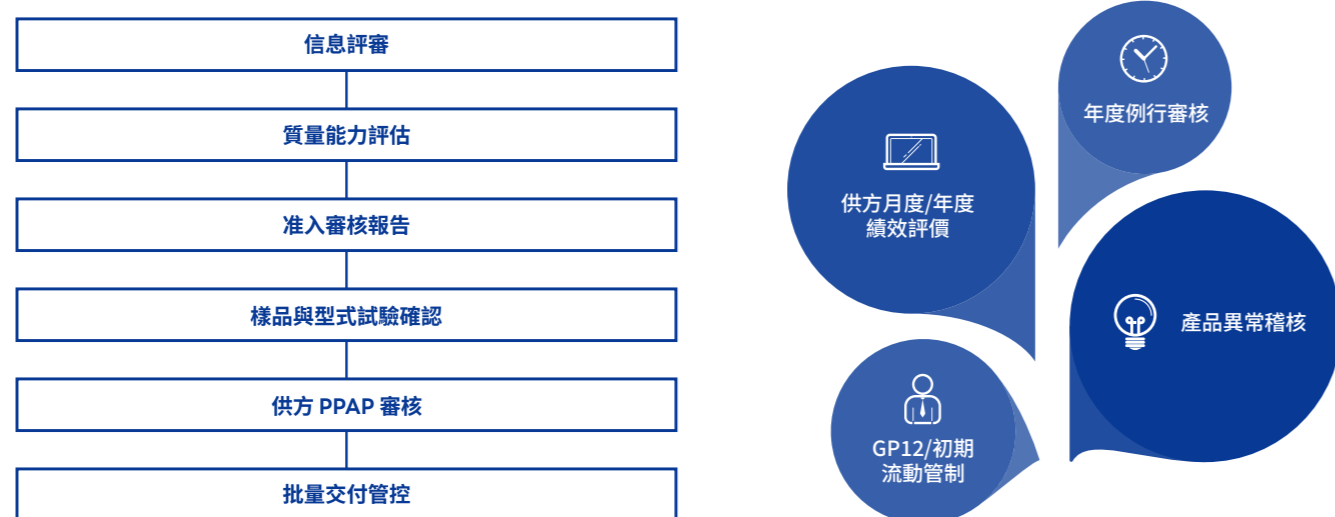 信息評審
質量能力評估
准入審核報告
樣品與型式試驗確認
供方 PPAP 審核
批量交付管控
年度例行審核
供方月度/年度
績效評價
產品異常稽核
GP12/初期
流動管制